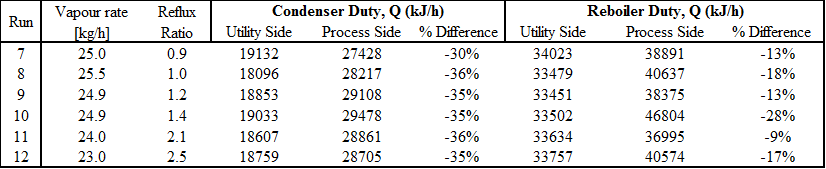 Run Vapour rate [kg/h] Reflux Ratio Condenser Duty, Q (kJ/h) Reboiler Duty, Q (kJ/h)
Utility Side Process Side % Difference Utility Side Process Side % Difference
7 25.0 0.9 19132 27428 -30% 34023 38891 -13%
8 25.5 1.0 18096 28217 -36% 33479 40637 -18%
9 24.9 1.2 18853 29108 -35% 33451 38375 -13%
10 24.9 1.4 19033 29478 -35% 33502 46804 -28%
11 24.0 2.1 18607 28861 -36% 33634 36995 -9%
12 23.0 2.5 18759 28705 -35% 33757 40574 -17%